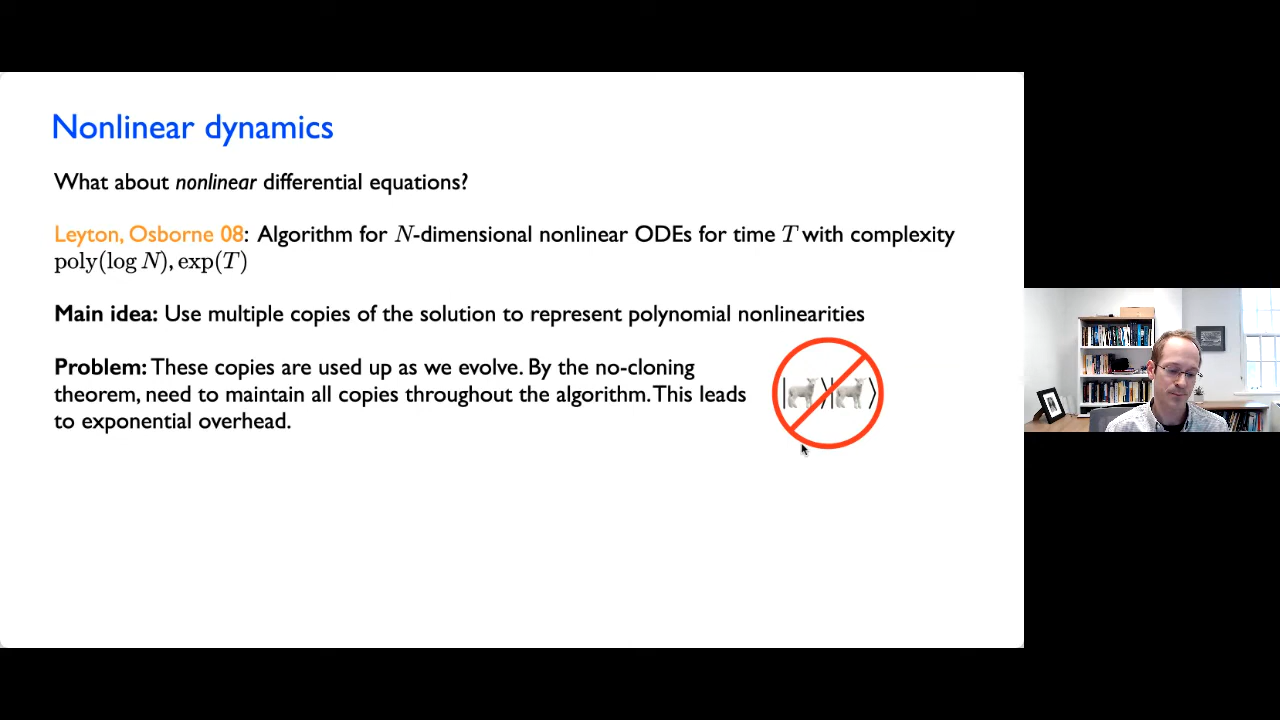 Nonlinear dynamics
What about nonlinear differential equations?
Leyton, Osborne 08: Algorithm for N-dimensional nonlinear ODEs for time T with complexity
poly(log N), exp(T)
Main idea: Use multiple copies of the solution to represent polynomial nonlinearities
Problem: These copies are used up as we evolve. By the no-cloning
theorem, need to maintain all copies throughout the algorithm. This leads
to exponential overhead.